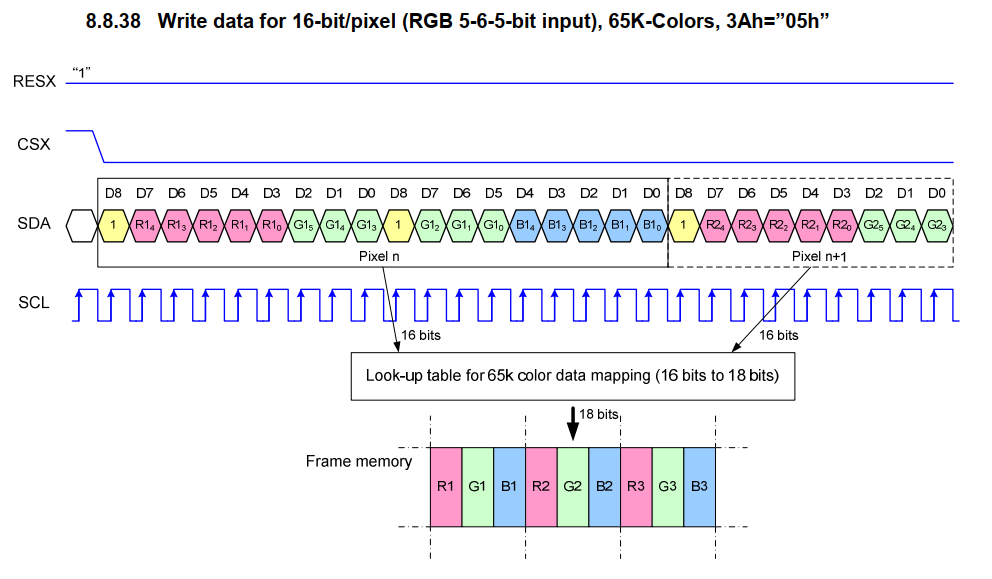 8.8.38 Write data for 16-bit/pixel (RGB 5-6-5-bit input), 65K-Colors, 3Ah=”05h”
“1”
RESX
CSX
D8 D7 D6 D5 D4 D3 D2 D1 D0 D8 D7 D6 D5 D4 D3 D2 D1 D0 D8 D7 D6 D5 D4 D3 D2 D1 D0
SDA 1 R14 R13 R12 R11 R10 G15 G14 G13 1 G12 G11 G10 B14 B13 B12 B11 B10 1 R24 R23 R22 R21 R20 G25 G24 G23
Pixel n Pixel n+1
SCL
16 bits 16 bits
Look-up table for 65k color data mapping (16 bits to 18 bits)
18 bits
Frame memory
R1 G1 B1 R2 G2 B2 R3 G3 B3